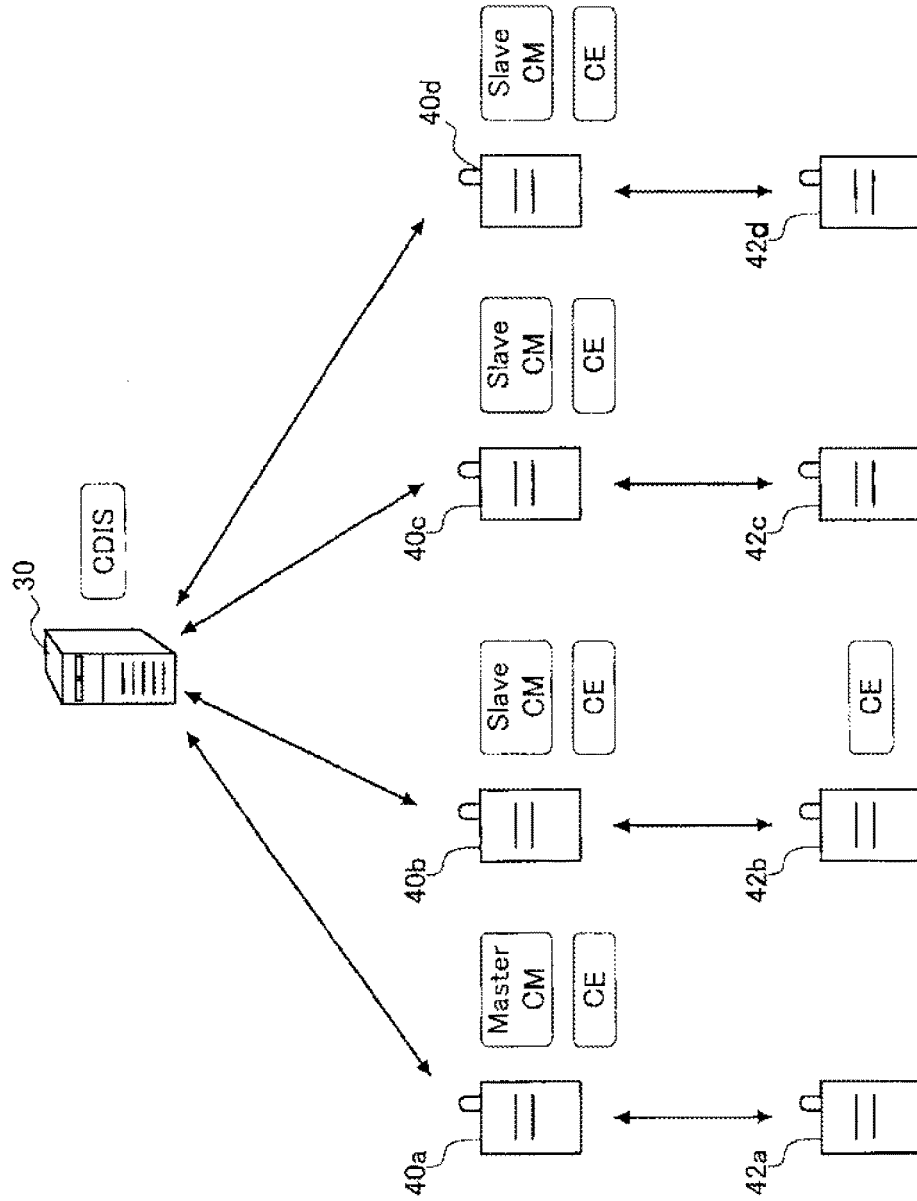 30
CDIS
40a
Master
CM
CE
40b
Slave
CM
CE
40c
Slave
CM
CE
40d
Slave
CM
CE
42a
42b
CE
42c
42d